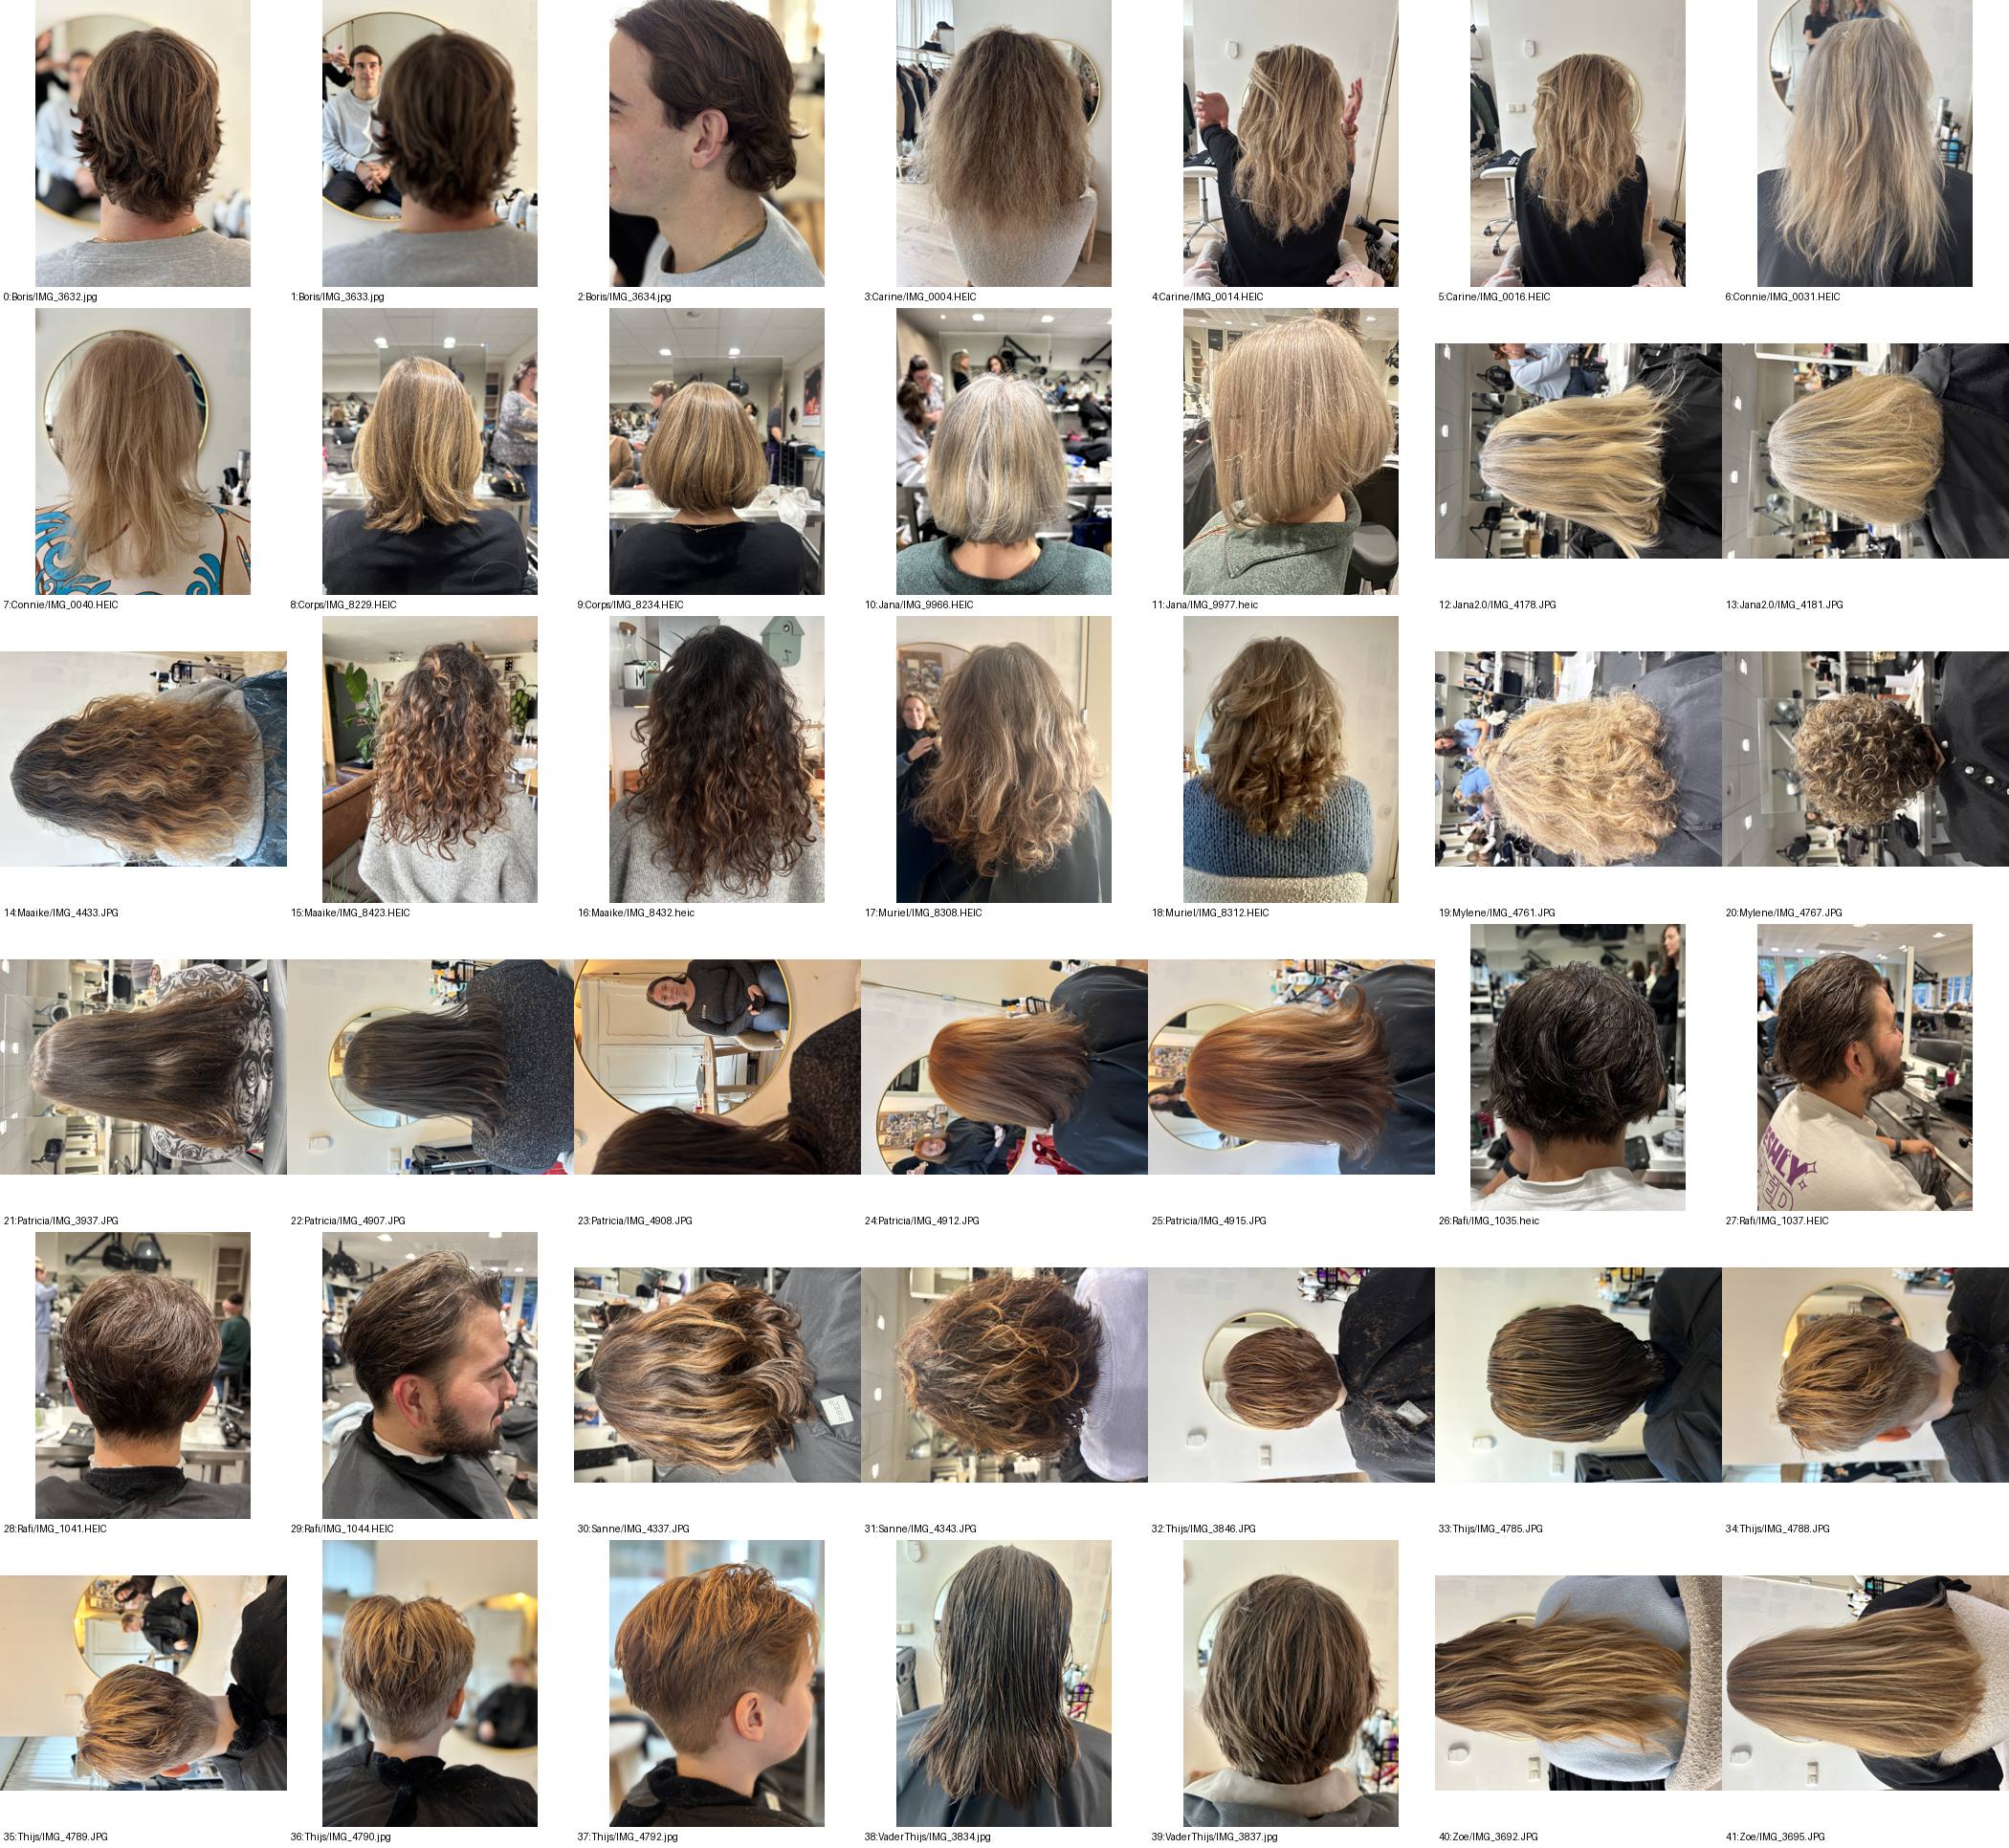 0:Boris/IMG_3632.jpg
1:Boris/IMG_3633.jpg
2:Boris/IMG_3634.jpg
3:Carine/IMG_0004.HEIC
4:Carine/IMG_0014.HEIC
5:Carine/IMG_0016.HEIC
6:Connie/IMG_0031.HEIC
7:Connie/IMG_0040.HEIC
8:Corps/IMG_8229.HEIC
9:Corps/IMG_8234.HEIC
10:Jana/IMG_9966.HEIC
11:Jana/IMG_9977.heic
12:Jana2.0/IMG_4178.JPG
13:Jana2.0/IMG_4181.JPG
M
14:Maaike/IMG_4433.JPG
15:Maaike/IMG_8423.HEIC
16:Maaike/IMG_8432.heic
17:Muriel/IMG_8308.HEIC
18:Muriel/IMG_8312.HEIC
19:Mylene/IMG_4761.JPG
20:Mylene/IMG_4767.JPG
21:Patricia/IMG_3937.JPG
22:Patricia/IMG_4907.JPG
23:Patricia/IMG_4908.JPG
24:Patricia/IMG_4912.JPG
25:Patricia/IMG_4915.JPG
26:Rafi/IMG_1035.heic
27:Rafi/IMG_1037.HEIC
28:Rafi/IMG_1041.HEIC
29:Rafi/IMG_1044.HEIC
30:Sanne/IMG_4337.JPG
31:Sanne/IMG_4343.JPG
32:Thijs/IMG_3846.JPG
33:Thijs/IMG_4785.JPG
34:Thijs/IMG_4788.JPG
35:Thijs/IMG_4789.JPG
36:Thijs/IMG_4790.jpg
37:Thijs/IMG_4792.jpg
38:VaderThijs/IMG_3834.jpg
39:VaderThijs/IMG_3837.jpg
40:Zoe/IMG_3692.JPG
41:Zoe/IMG_3695.JPG